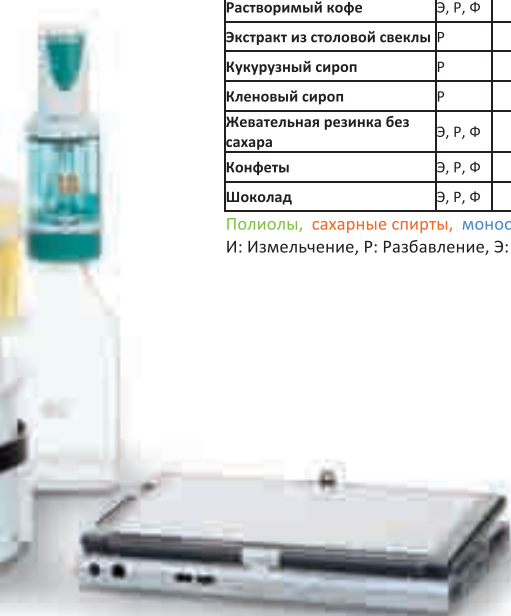 Растворимый кофе Э, Р, Ф
Экстракт из столовой свеклы Р
Кукурузный сироп Р
Кленовый сироп Р
Жевательная резинка без
сахара Э, Р, Ф
Конфеты Э, Р, Ф
Шоколад Э, Р, Ф
Полиолы, сахарные спирты, монос
И: Измельчение, Р: Разбавление, Э: